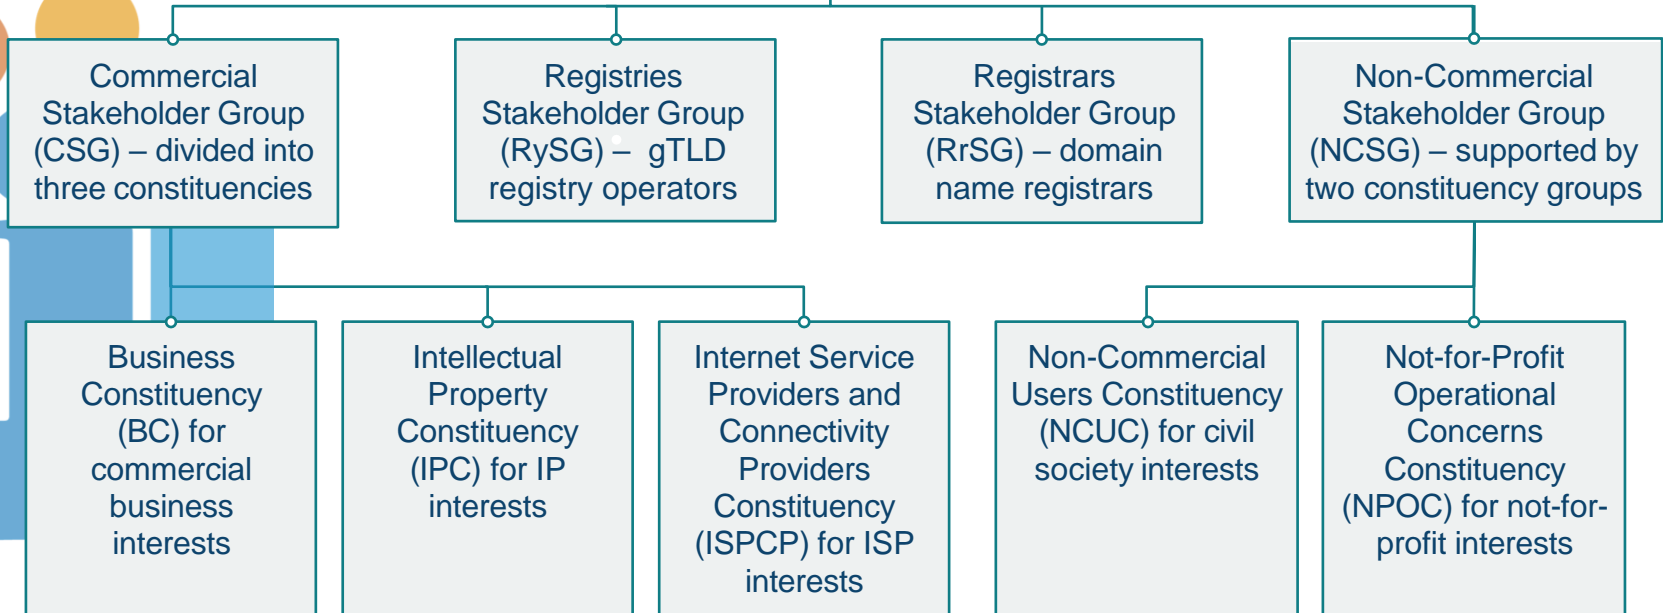 Commercial
Stakeholder Group
(CSG) – divided into
three constituencies
Registries
Stakeholder Group
(RySG) – gTLD
registry operators
Registrars
Stakeholder Group
(RrSG) – domain
name registrars
Non-Commercial
Stakeholder Group
(NCSG) – supported by
two constituency groups
Business
Constituency
(BC) for
commercial
business
interests
Intellectual
Property
Constituency
(IPC) for IP
interests
Internet Service
Providers and
Connectivity
Providers
Constituency
(ISPCP) for ISP
interests
Non-Commercial
Users Constituency
(NCUC) for civil
society interests
Not-for-Profit
Operational
Concerns
Constituency
(NPOC) for not-for-
profit interests